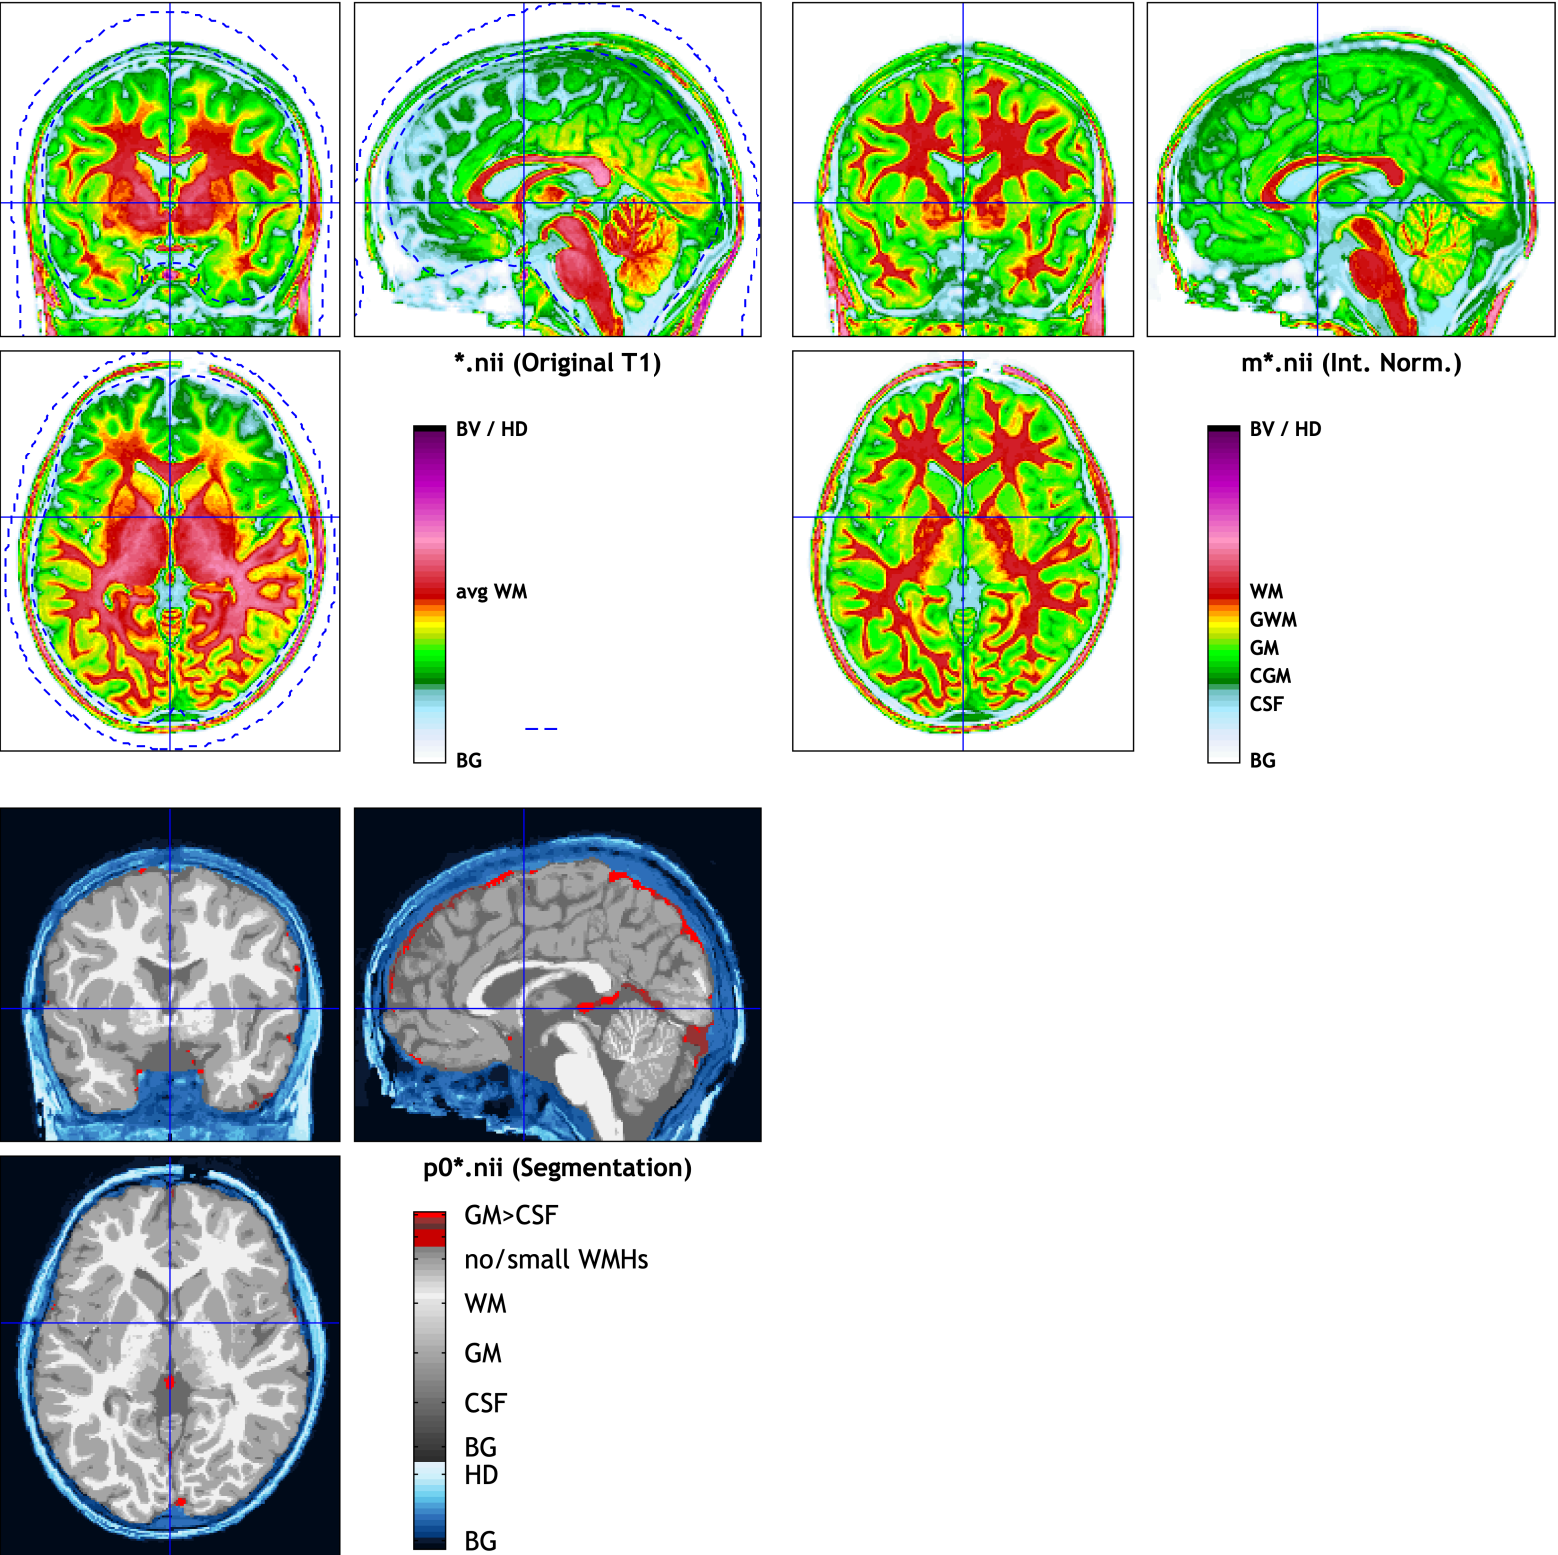 *.nii (Original T1)
BV / HD
avg WM
BG
m*.nii (Int. Norm.)
BV / HD
WM
GWM
GM
CGM
CSF
BG
p0*.nii (Segmentation)
GM>CSF
no/small WMHs
WM
GM
CSF
BG
HD
BG